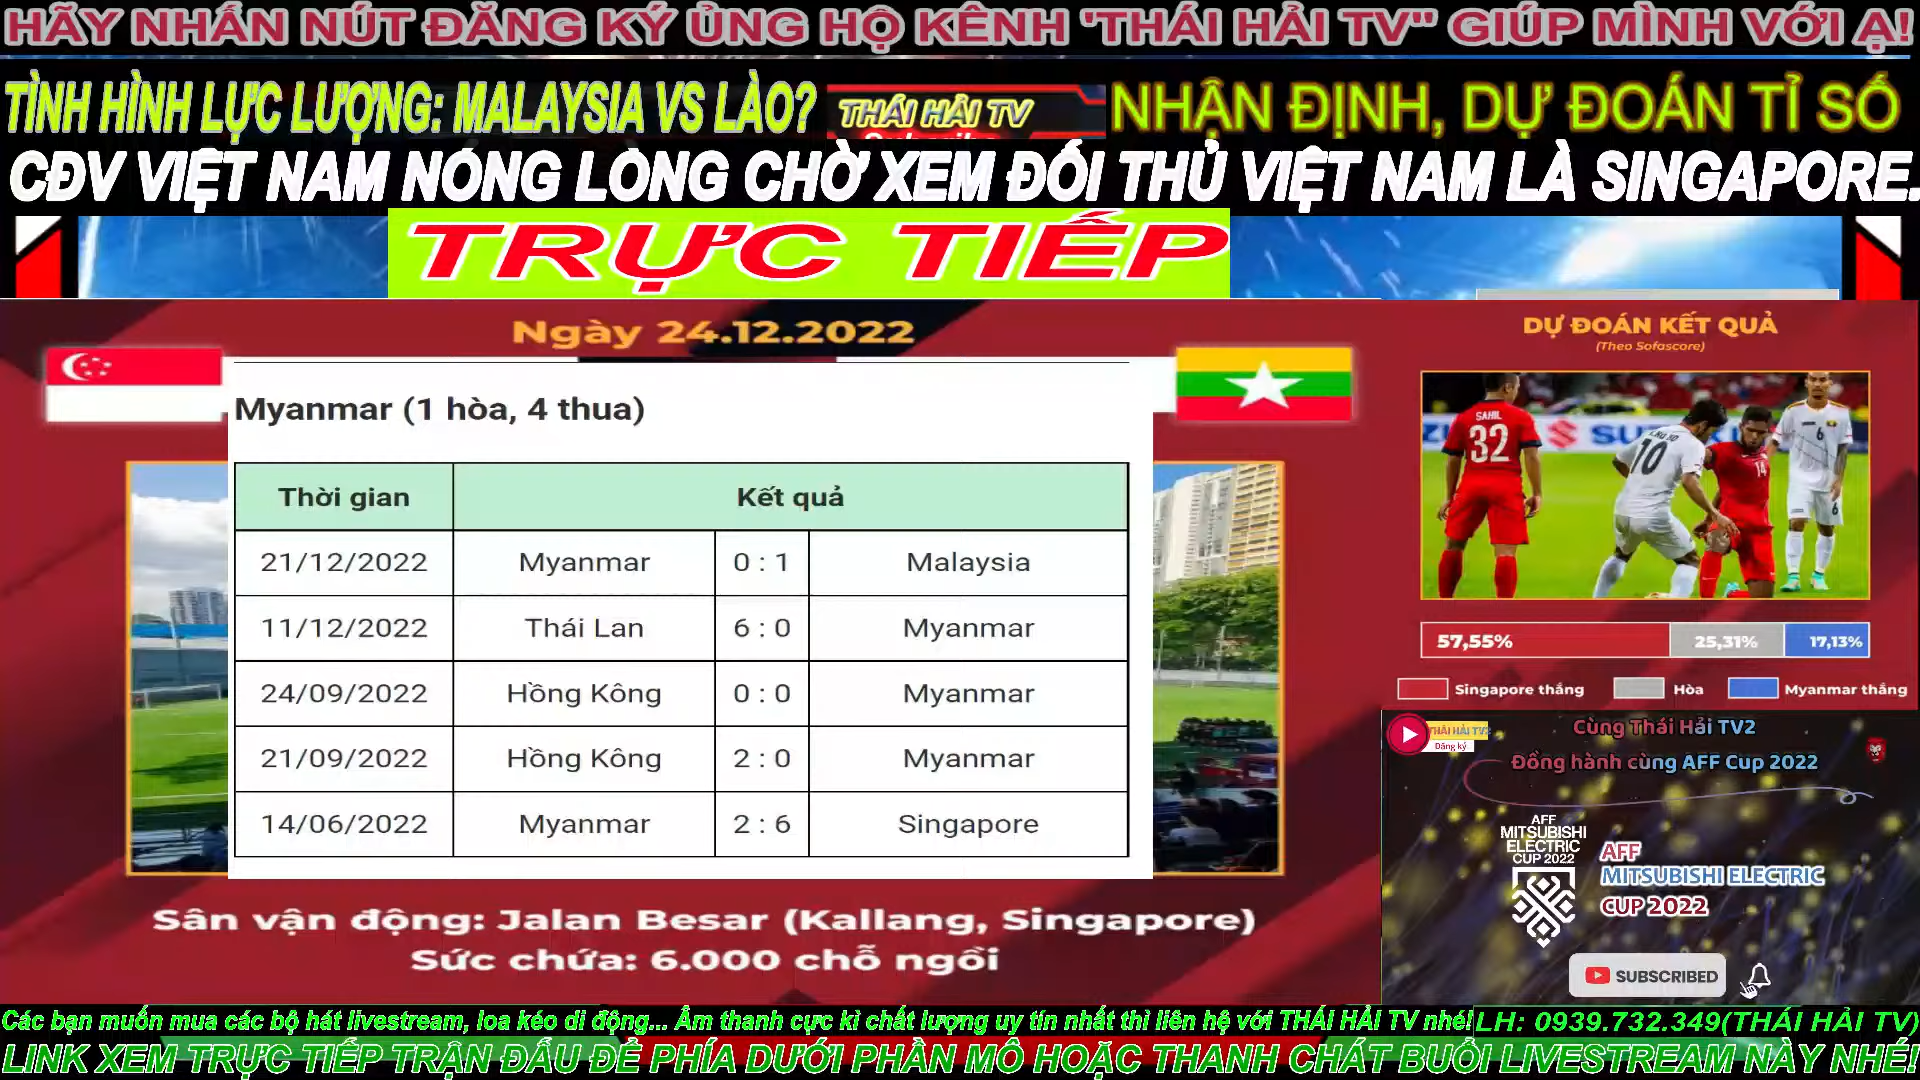 HÃY NHẤN NÚT ĐĂNG KÝ ỦNG HỘ KÊNH 'THÁI HẢI TV" GIÚP MÌNH VỚI Ạ!
TÌNH HÌNH LỰC LƯỢNG: MALAYSIA VS LÀO?
THÁI HẢI TV
NHẬN ĐỊNH, DỰ ĐOÁN TỈ SỐ
CĐV VIỆT NAM NÓNG LÒNG CHỜ XEM ĐỐI THỦ VIỆT NAM LÀ SINGAPORE.
TRỰC TIẾP
Ngày 24.12.2022
Myanmar (1 hòa, 4 thua)
Thời gian Kết quả
21/12/2022 Myanmar 0 : 1 Malaysia
11/12/2022 Thái Lan 6 : 0 Myanmar
24/09/2022 Hồng Kông 0 : 0 Myanmar
21/09/2022 Hồng Kông 2 : 0 Myanmar
14/06/2022 Myanmar 2 : 6 Singapore
Sân vận động: Jalan Besar (Kallang, Singapore)
Sức chứa: 6.000 chỗ ngồi
DỰ ĐOÁN KẾT QUẢ
(Theo Sofascore)
SAHIL
32
10
14
6
6
57,55% 25,31% 17,13%
Singapore thắng Hòa Myanmar thắng
THÁI HẢI TV2
Đăng ký
Cùng Thái Hải TV2
Đồng hành cùng AFF Cup 2022
AFF
MITSUBISHI
ELECTRIC
CUP 2022
AFF
MITSUBISHI ELECTRIC
CUP 2022
SUBSCRIBED
Các bạn muốn mua các bộ hát livestream, loa kéo di động... Âm thanh cực kì chất lượng uy tín nhất thì liên hệ với THÁI HẢI TV nhé!
LH: 0939.732.349(THÁI HẢI TV)
LINK XEM TRỰC TIẾP TRẬN ĐẤU ĐỂ PHÍA DƯỚI PHẦN MÔ HOẶC THANH CHÁT BUỔI LIVESTREAM NÀY NHÉ!